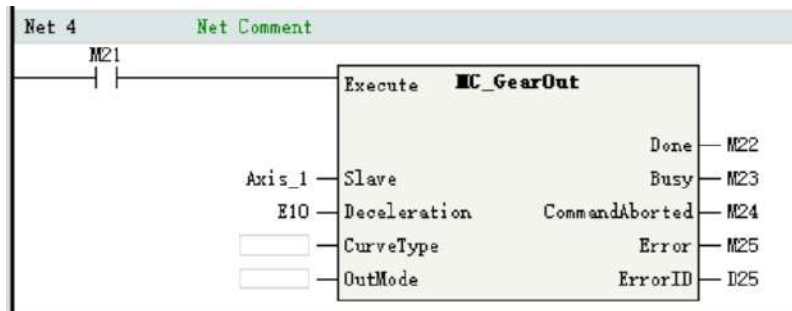 Net 4 Net Comment
M21
Execute MC_GearOut
Done M22
Axis_1 Slave Busy M23
E10 Deceleration CommandAborted M24
CurveType Error M25
OutMode ErrorID D25